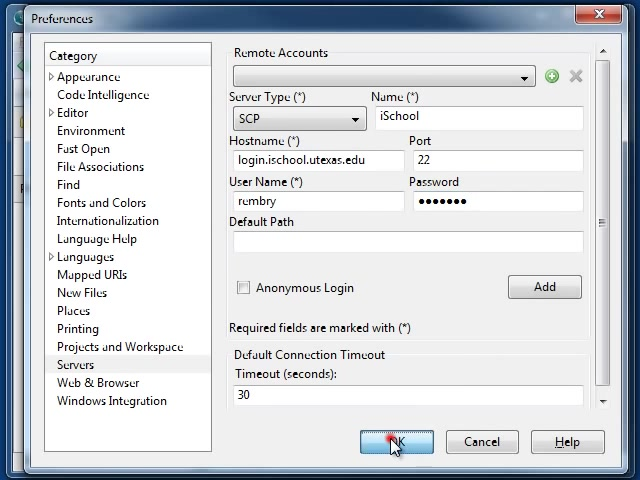 Preferences
Category
Appearance
Code Intelligence
Editor
Environment
Fast Open
File Associations
Find
Fonts and Colors
Internationalization
Language Help
Languages
Mapped URIs
New Files
Places
Printing
Projects and Workspace
Servers
Web & Browser
Windows Integration
Remote Accounts
Server Type (*) Name (*)
SCP iSchool
Hostname (*) Port
login.ischool.utexas.edu 22
User Name (*) Password
rembry •••••••
Default Path
Anonymous Login Add
Required fields are marked with (*)
Default Connection Timeout
Timeout (seconds):
30
OK Cancel Help